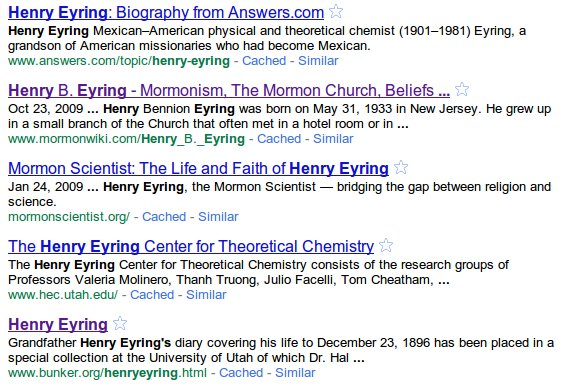 Henry Eyring: Biography from Answers.com
Henry Eyring Mexican–American physical and theoretical chemist (1901–1981) Eyring, a
grandson of American missionaries who had become Mexican.
www.answers.com/topic/henry-eyring - Cached - Similar
Henry B. Eyring - Mormonism, The Mormon Church, Beliefs ...
Oct 23, 2009 ... Henry Bennion Eyring was born on May 31, 1933 in New Jersey. He grew up
in a small branch of the Church that often met in a hotel room or in ...
www.mormonwiki.com/Henry_B._Eyring - Cached - Similar
Mormon Scientist: The Life and Faith of Henry Eyring
Jan 24, 2009 ... Henry Eyring, the Mormon Scientist — bridging the gap between religion and
science.
mormonscientist.org/ - Cached - Similar
The Henry Eyring Center for Theoretical Chemistry
The Henry Eyring Center for Theoretical Chemistry consists of the research groups of
Professors Valeria Molinero, Thanh Truong, Julio Facelli, Tom Cheatham, ...
www.hec.utah.edu/ - Cached - Similar
Henry Eyring
Grandfather Henry Eyring's diary covering his life to December 23, 1896 has been placed in a
special collection at the University of Utah of which Dr. Hal ...
www.bunker.org/henryeyring.html - Cached - Similar